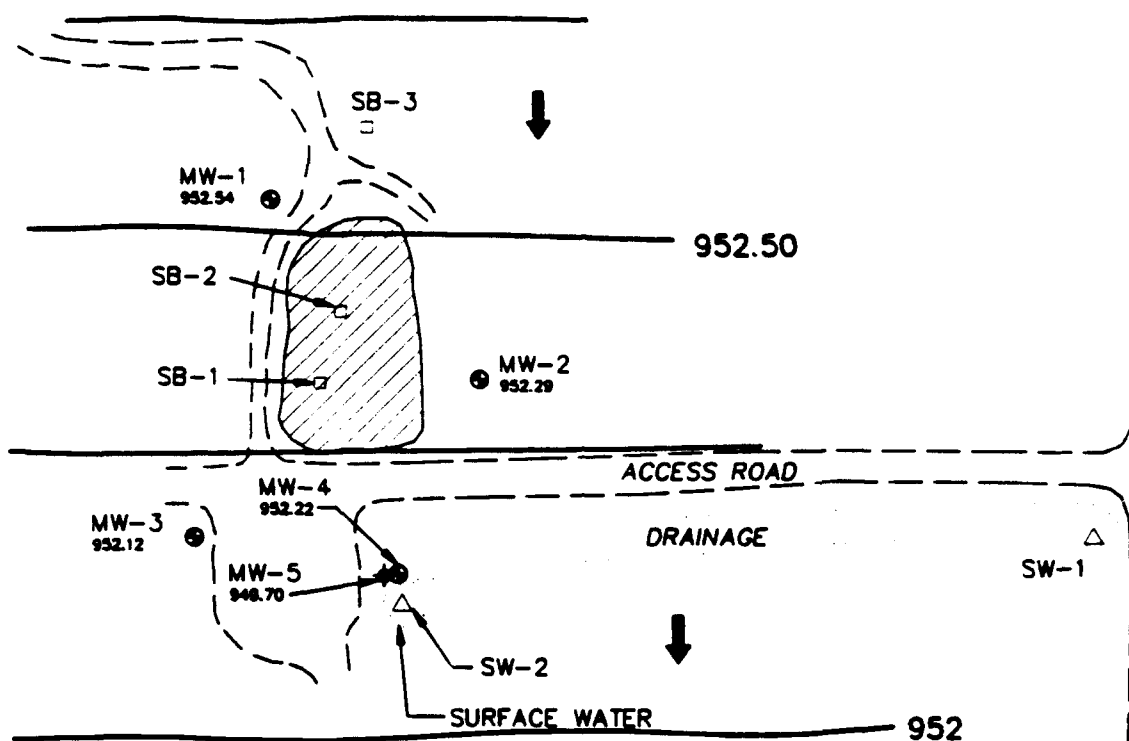 SB-3
MW-1
952.54
952.50
SB-2
MW-2
952.29
SB-1
ACCESS ROAD
MW-4
952.22
MW-3
952.12
DRAINAGE
SW-1
MW-5
948.70
SW-2
SURFACE WATER
952